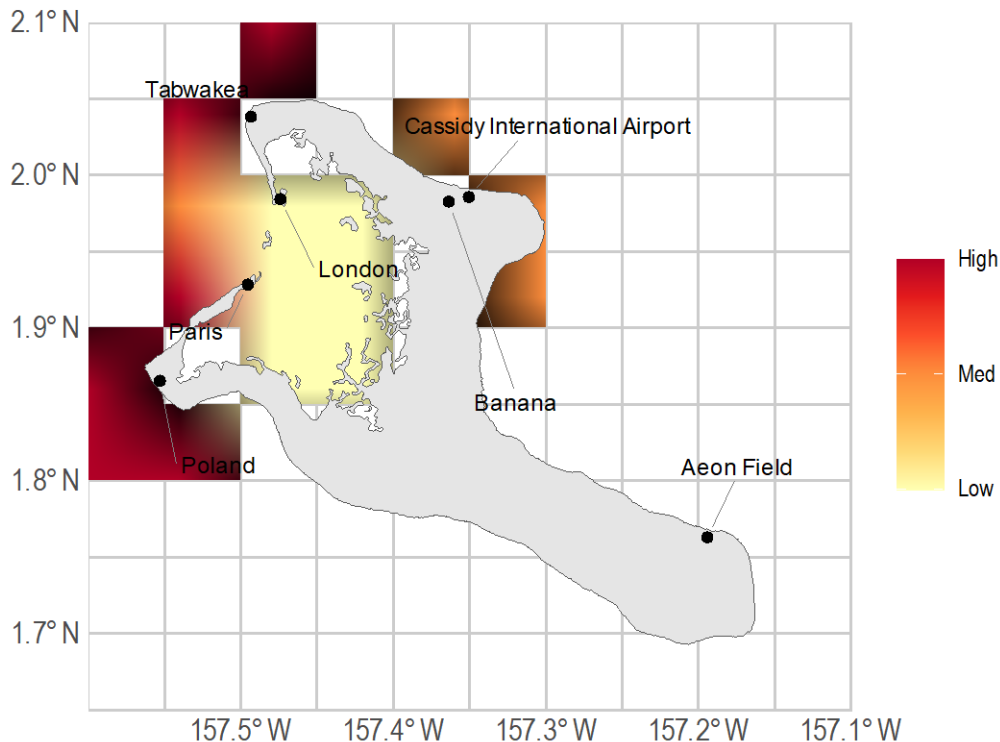 2.1° N
Tabwakea
Cassidy International Airport
2.0° N
London
High
Paris
1.9° N
Med
Banana
Poland
Aeon Field
1.8° N
Low
1.7° N
157.5° W
157.4° W
157.3° W
157.2° W
157.1° W